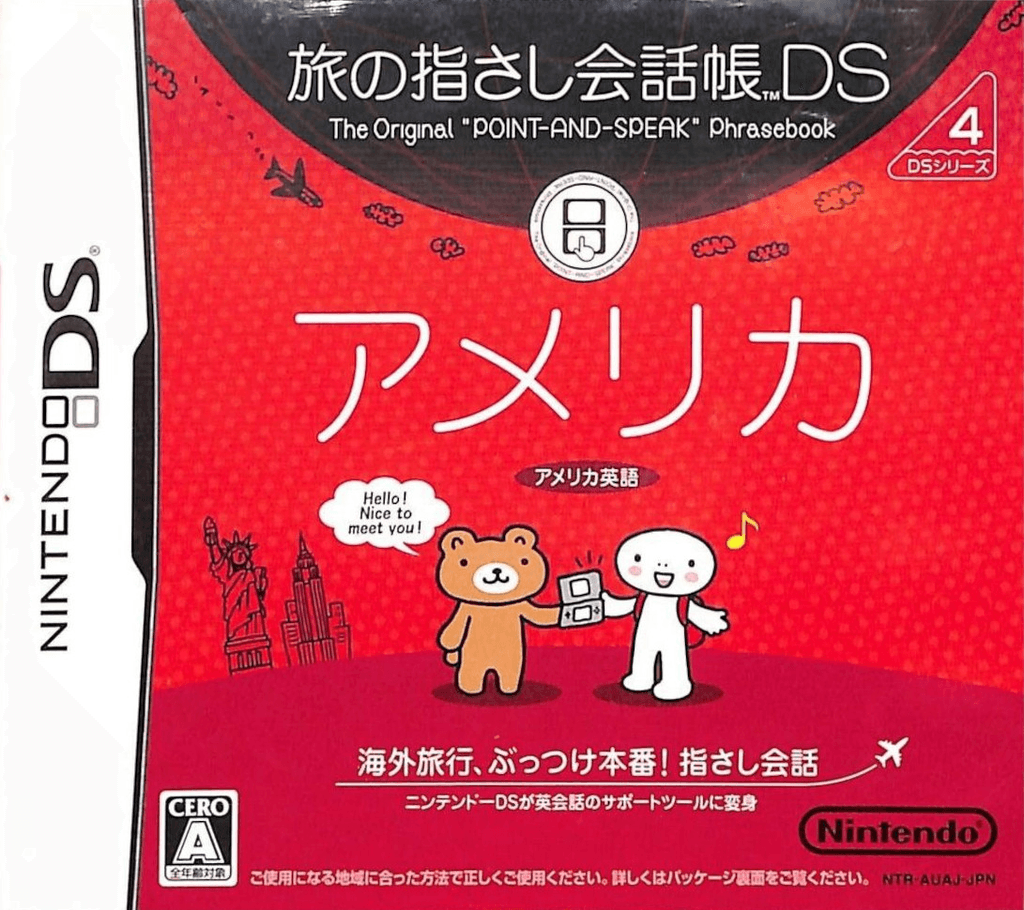 NINTENDO DS®
旅の指さし会話帳™DS
The Original "POINT-AND-SPEAK" Phrasebook
4
DSシリーズ
アメリカ
アメリカ英語
Hello!
Nice to
meet you!
海外旅行、ぶっつけ本番！指さし会話
ニンテンドーDSが英会話のサポートツールに変身
CERO
A
全年齢対象
Nintendo®
ご使用になる地域に合った方法で正しくご使用ください。詳しくはパッケージ裏面をご覧ください。
NTR-AUAJ-JPN